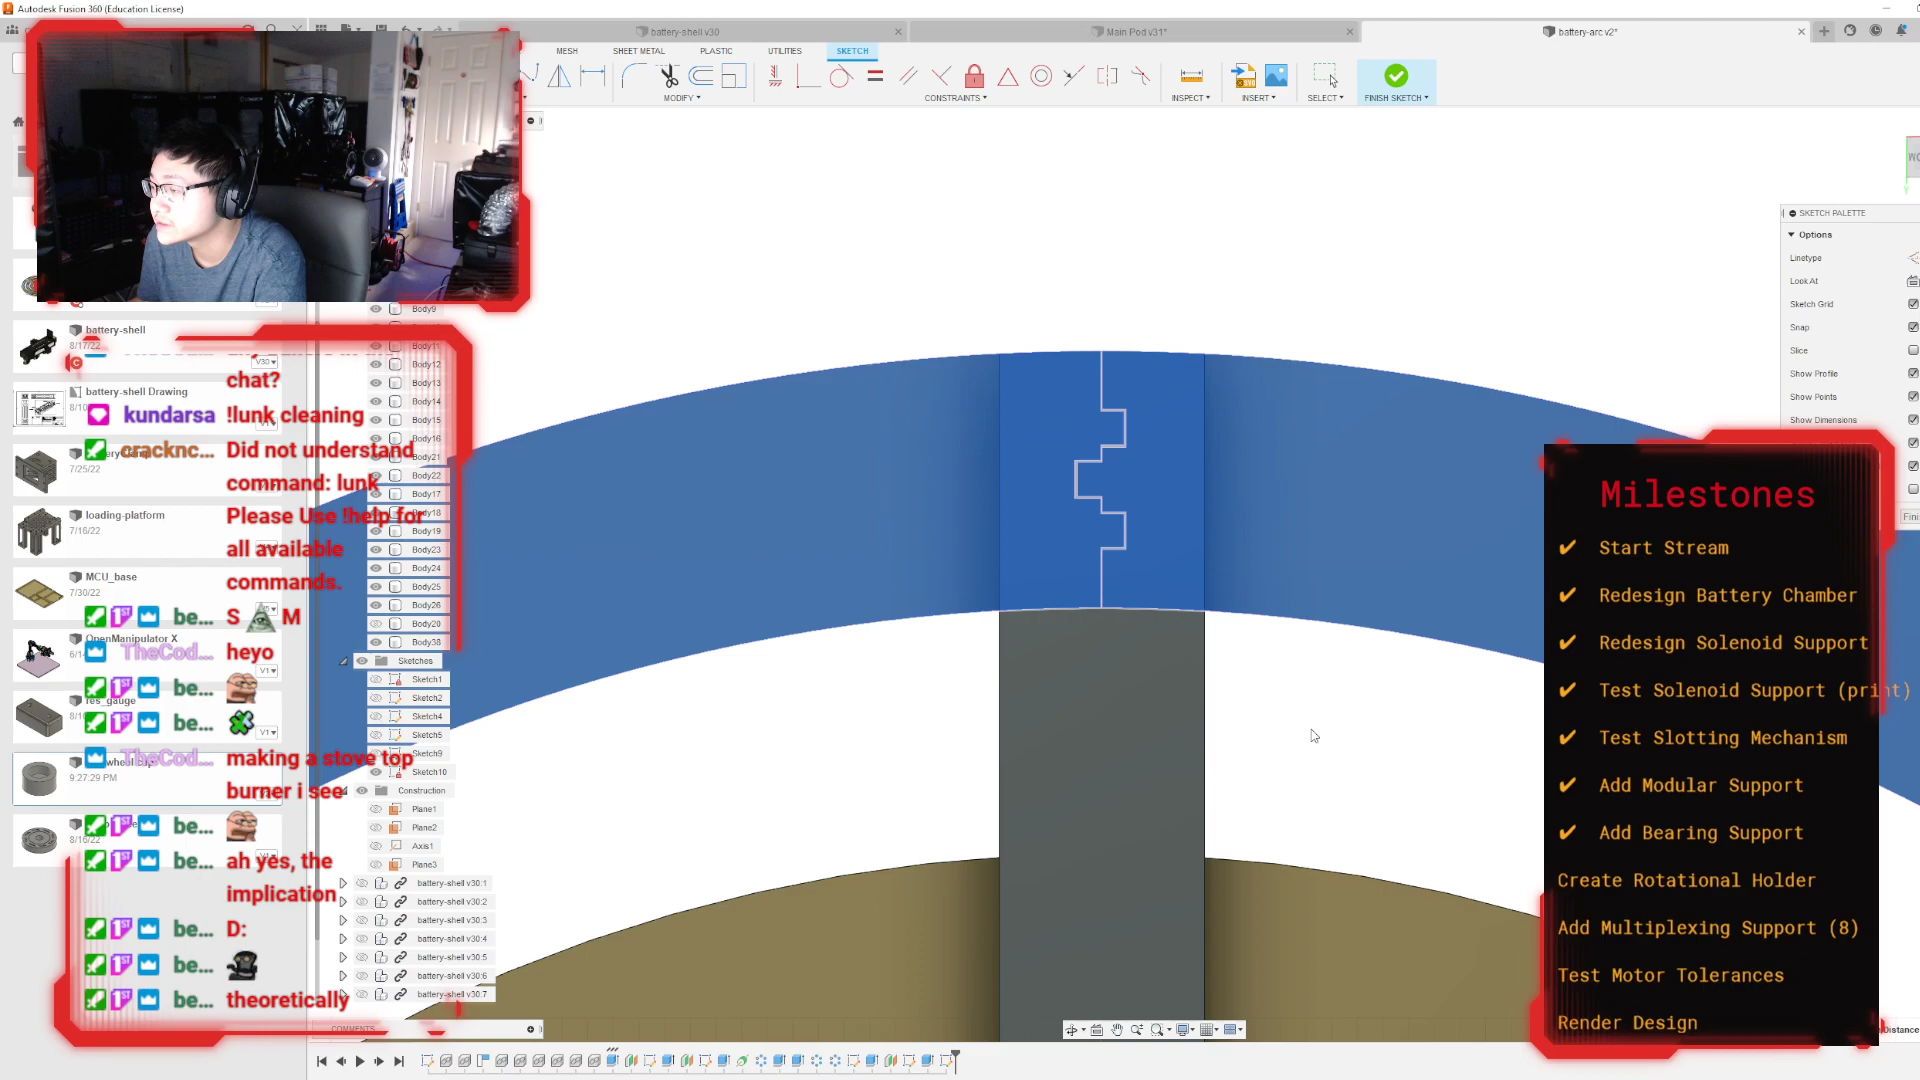 Autodesk Fusion 360 (Education License)
battery-shell v30
Main Pod v31*
battery-arc v2*
MESH
SHEET METAL
PLASTIC
UTILITIES
SKETCH
MODIFY
CONSTRAINTS
INSPECT
INSERT
SELECT
FINISH SKETCH
SKETCH PALETTE
Options
Linetype
Look At
Sketch Grid
Snap
Slice
Show Profile
Show Points
Show Dimensions
battery-shell
8/17/22
V30
battery-shell Drawing
7/25/22
loading-platform
7/16/22
MCU_base
7/30/22
OpenManipulator X
V1
res_gauge
V1
9:27:29 PM
8/16/22
chat?
kundarsa !lunk cleaning
cracknc... Did not understand
command: lunk
Please Use !help for
all available
commands.
be... S M
TheCod... heyo
be...
be...
TheCod... making a stove top
burner i see
be...
be... ah yes, the
implication
be... D:
be...
be... theoretically
Body9
Body11
Body12
Body13
Body14
Body15
Body16
Body21
Body22
Body17
Body18
Body19
Body23
Body24
Body25
Body26
Body20
Body38
Sketches
Sketch1
Sketch2
Sketch4
Sketch5
Sketch9
Sketch10
Construction
Plane1
Plane2
Axis1
Plane3
battery-shell v30:1
battery-shell v30:2
battery-shell v30:3
battery-shell v30:4
battery-shell v30:5
battery-shell v30:6
battery-shell v30:7
COMMENTS
Milestones
✔ Start Stream
✔ Redesign Battery Chamber
✔ Redesign Solenoid Support
✔ Test Solenoid Support (print)
✔ Test Slotting Mechanism
✔ Add Modular Support
✔ Add Bearing Support
Create Rotational Holder
Add Multiplexing Support (8)
Test Motor Tolerances
Render Design